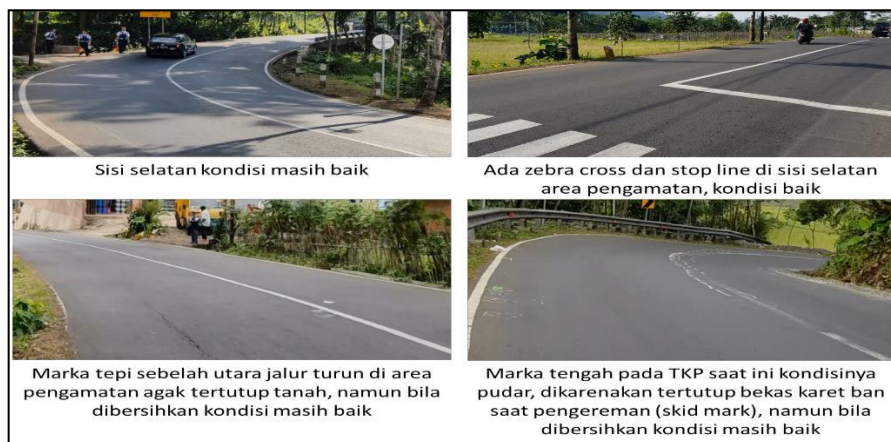 Sisi selatan kondisi masih baik
Ada zebra cross dan stop line di sisi selatan
area pengamatan, kondisi baik
Marka tepi sebelah utara jalur turun di area
pengamatan agak tertutup tanah, namun bila
dibersihkan kondisi masih baik
Marka tengah pada TKP saat ini kondisinya
pudar, dikarenakan tertutup bekas karet ban
saat pengereman (skid mark), namun bila
dibersihkan kondisi masih baik